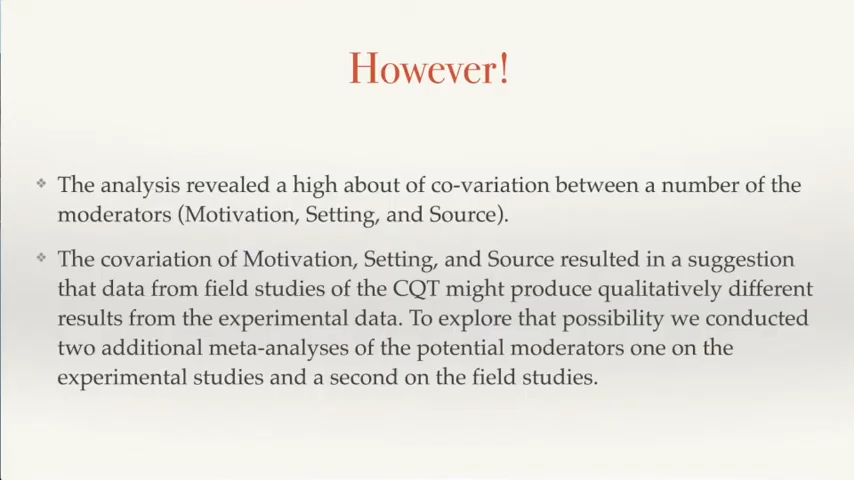 However!
The analysis revealed a high about of co-variation between a number of the
moderators (Motivation, Setting, and Source).
The covariation of Motivation, Setting, and Source resulted in a suggestion
that data from field studies of the CQT might produce qualitatively different
results from the experimental data. To explore that possibility we conducted
two additional meta-analyses of the potential moderators one on the
experimental studies and a second on the field studies.